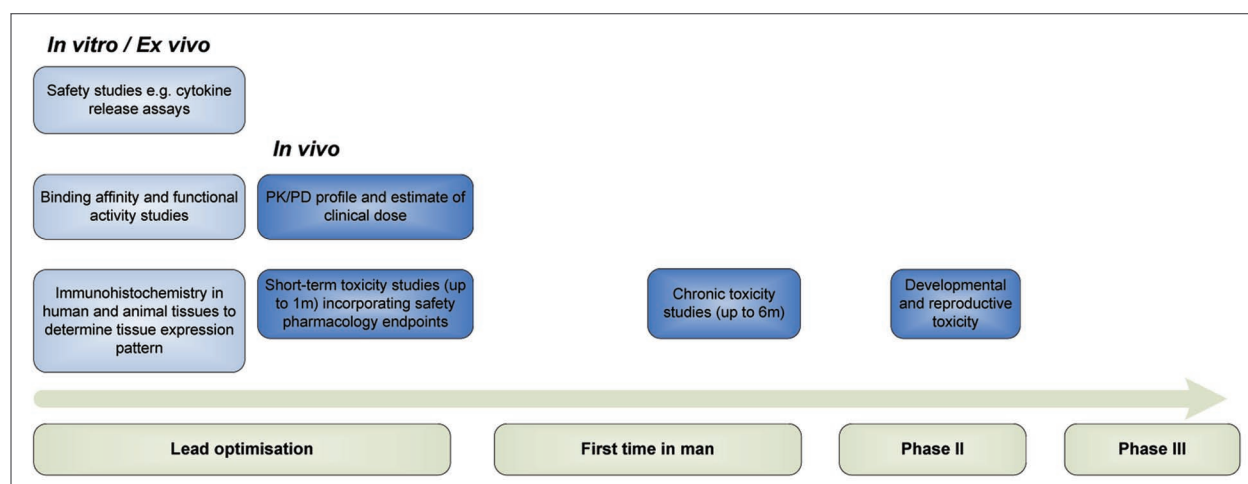 In vitro / Ex vivo
Safety studies e.g. cytokine
release assays
In vivo
Binding affinity and functional
activity studies
PK/PD profile and estimate of
clinical dose
Immunohistochemistry in
human and animal tissues to
determine tissue expression
pattern
Short-term toxicity studies (up
to 1m) incorporating safety
pharmacology endpoints
Chronic toxicity
studies (up to 6m)
Developmental
and reproductive
toxicity
Lead optimisation
First time in man
Phase II
Phase III